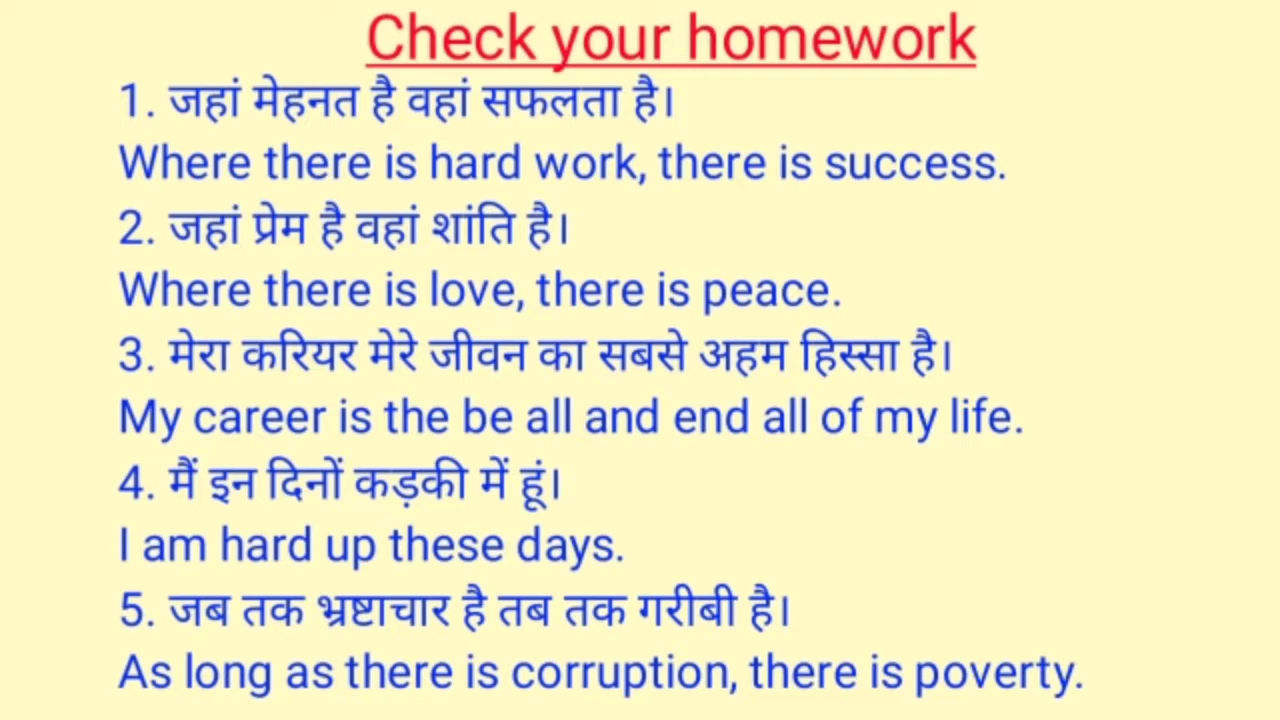 Check your homework
1. जहां मेहनत है वहां सफलता है।
Where there is hard work, there is success.
2. जहां प्रेम है वहां शांति है।
Where there is love, there is peace.
3. मेरा करियर मेरे जीवन का सबसे अहम हिस्सा है।
My career is the be all and end all of my life.
4. मैं इन दिनों कड़की में हूं।
I am hard up these days.
5. जब तक भ्रष्टाचार है तब तक गरीबी है।
As long as there is corruption, there is poverty.